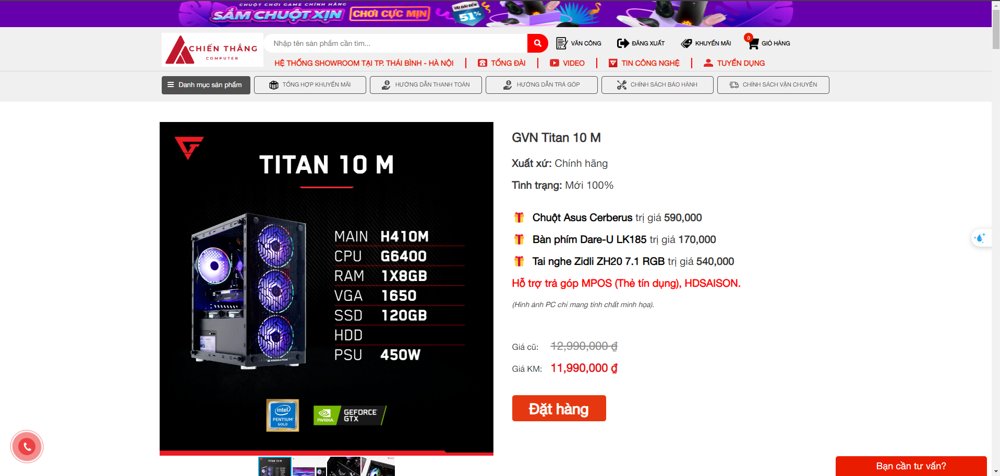 CHUỘT CHƠI GAME CHÍNH HÃNG
SẮM CHUỘT XỊN
CHƠI CỰC MỊN
ƯU ĐÃI ĐẾN
51%
CHIẾN THẮNG
COMPUTER
Nhập tên sản phẩm cần tìm...
VĂN CÔNG
ĐĂNG XUẤT
KHUYẾN MÃI
0
GIỎ HÀNG
HỆ THỐNG SHOWROOM TẠI TP. THÁI BÌNH - HÀ NỘI
TỔNG ĐÀI
VIDEO
TIN CÔNG NGHỆ
TUYỂN DỤNG
Danh mục sản phẩm
TỔNG HỢP KHUYẾN MÃI
HƯỚNG DẪN THANH TOÁN
HƯỚNG DẪN TRẢ GÓP
CHÍNH SÁCH BẢO HÀNH
CHÍNH SÁCH VẬN CHUYỂN
TITAN 10 M
MAIN H410M
CPU G6400
RAM 1X8GB
VGA 1650
SSD 120GB
HDD
PSU 450W
XIGMATEK
intel
PENTIUM
GOLD
NVIDIA.
GEFORCE
GTX
GVN Titan 10 M
Xuất xứ: Chính hãng
Tình trạng: Mới 100%
Chuột Asus Cerberus trị giá 590,000
Bàn phím Dare-U LK185 trị giá 170,000
Tai nghe Zidli ZH20 7.1 RGB trị giá 540,000
Hỗ trợ trả góp MPOS (Thẻ tín dụng), HDSAISON.
(Hình ảnh PC chỉ mang tính chất minh họa).
Giá cũ: 12,990,000 ₫
Giá KM: 11,990,000 ₫
Đặt hàng
TITAN 10 M
Bạn cần tư vấn?